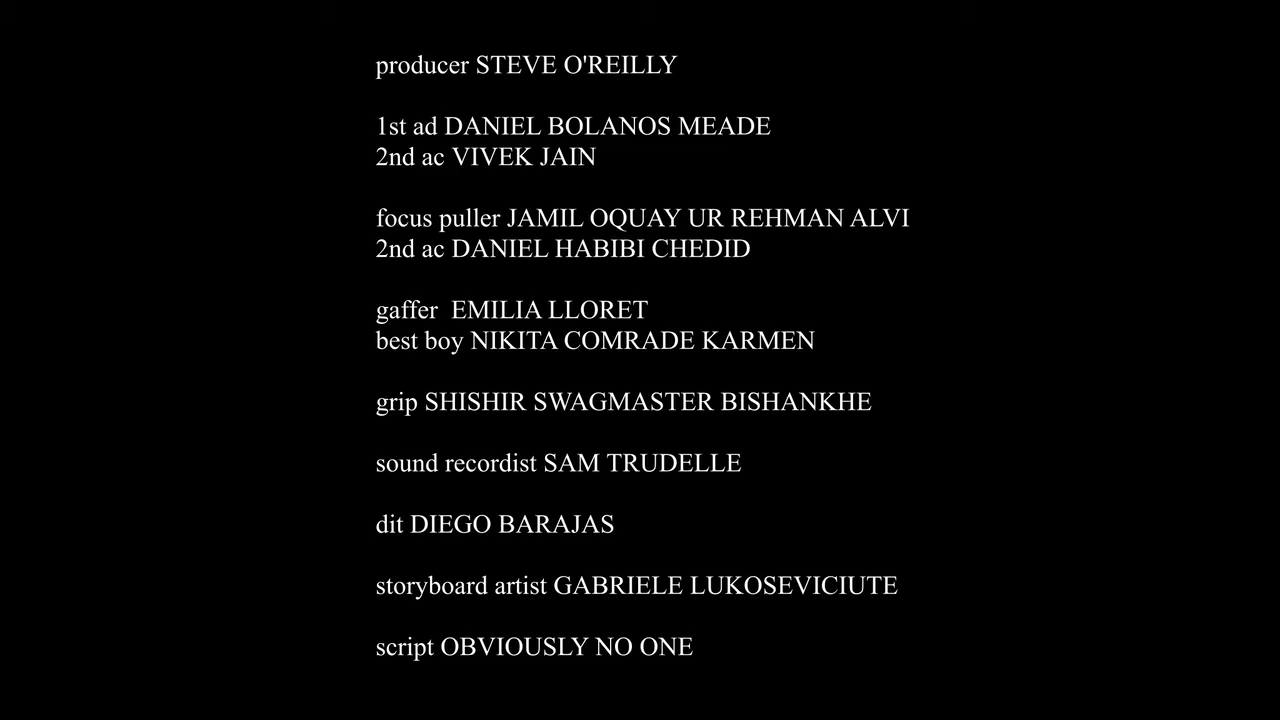 producer STEVE O'REILLY
1st ad DANIEL BOLANOS MEADE
2nd ac VIVEK JAIN
focus puller JAMIL OQUAY UR REHMAN ALVI
2nd ac DANIEL HABIBI CHEDID
gaffer  EMILIA LLORET
best boy NIKITA COMRADE KARMEN
grip SHISHIR SWAGMASTER BISHANKHE
sound recordist SAM TRUDELLE
dit DIEGO BARAJAS
storyboard artist GABRIELE LUKOSEVICIUTE
script OBVIOUSLY NO ONE